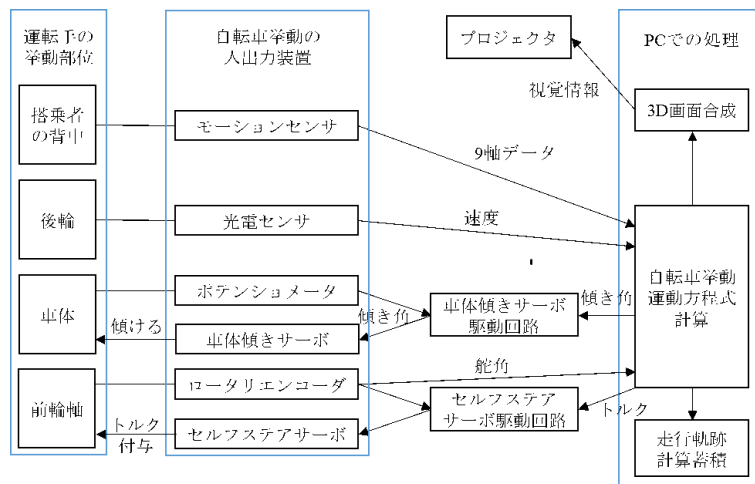 運転手の
挙動部位
自転車挙動の
入出力装置
プロジェクタ
PCでの処理
視覚情報
3D画面合成
搭乗者
の背中
モーションセンサ
9軸データ
後輪
光電センサ
速度
自転車挙動
運動方程式
計算
車体
ポテンショメータ
傾ける
車体傾きサーボ
傾き角
車体傾きサーボ
駆動回路
傾き角
前輪軸
ロータリエンコーダ
舵角
トルク
付与
セルフステアサーボ
セルフステア
サーボ駆動回路
トルク
走行軌跡
計算蓄積